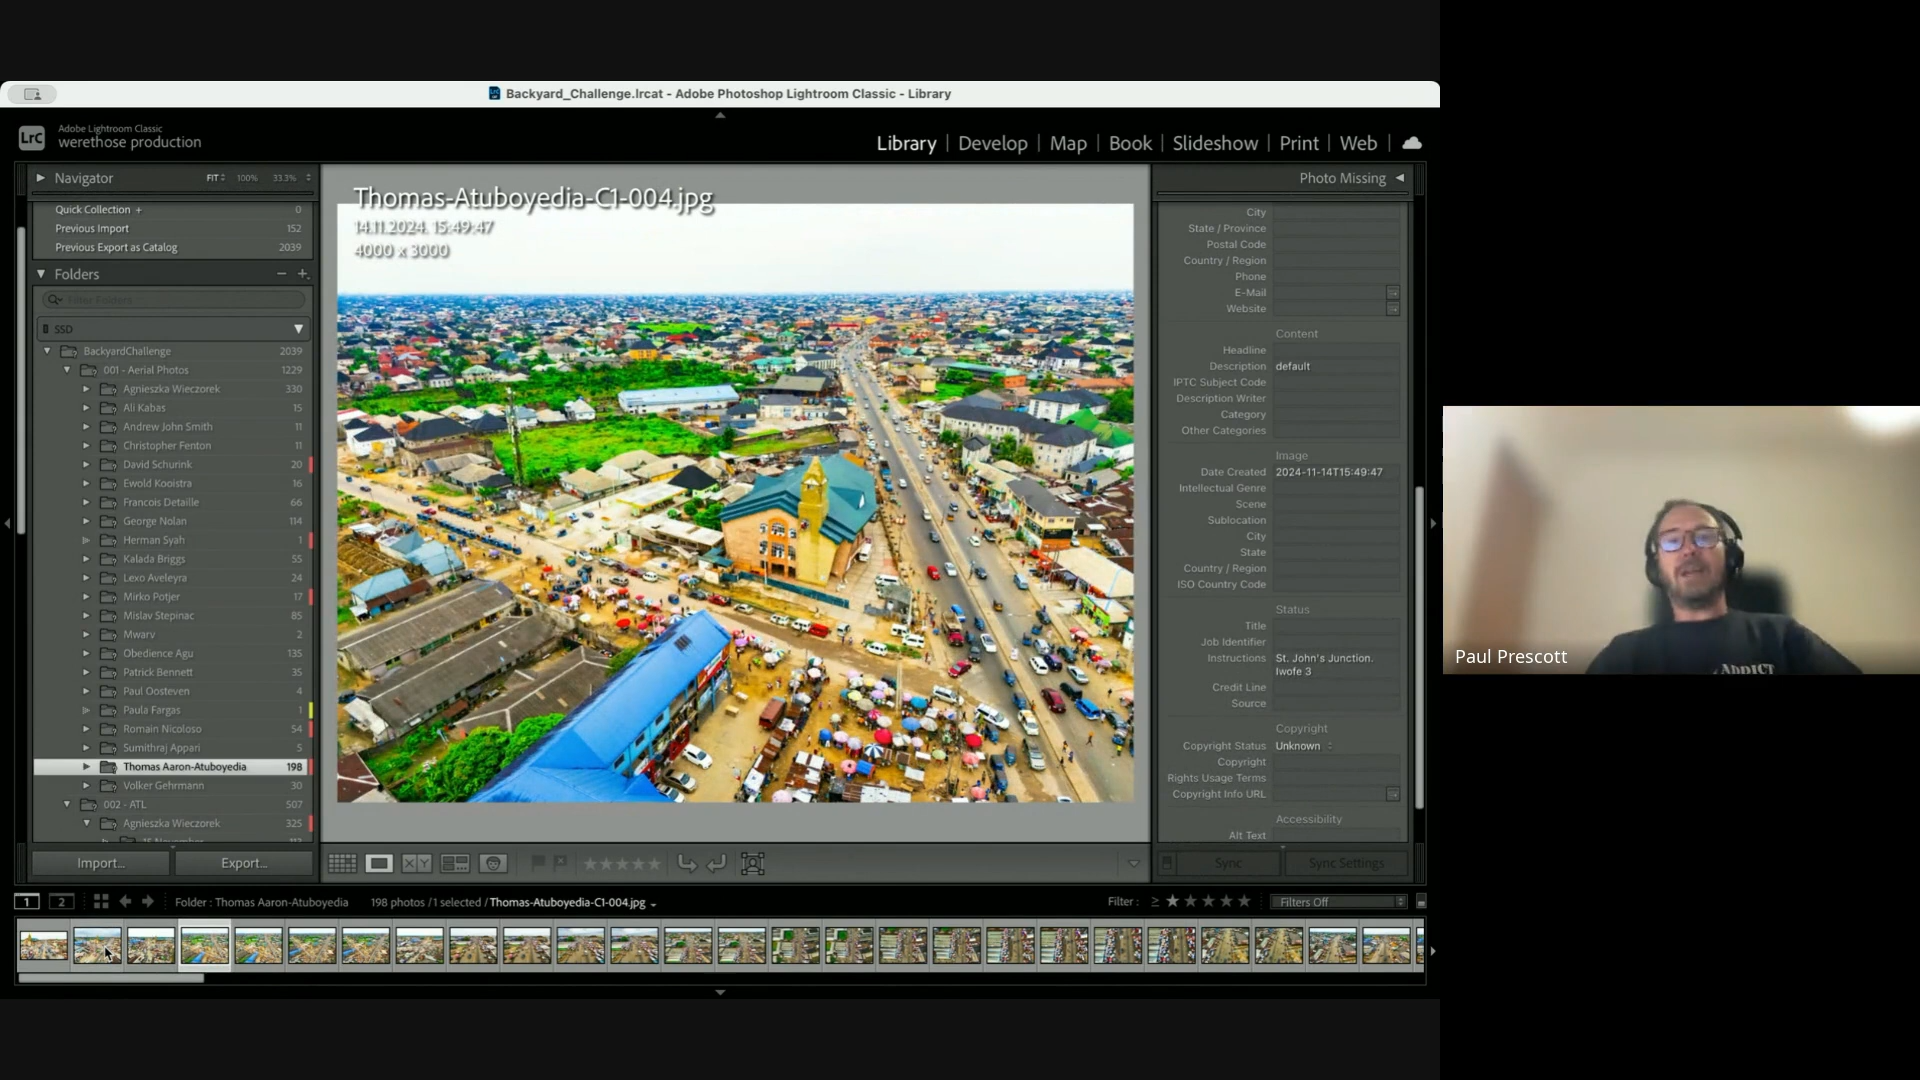 Backyard_Challenge.lrcat - Adobe Photoshop Lightroom Classic - Library
LrC
Adobe Lightroom Classic
werethose production
Library | Develop | Map | Book | Slideshow | Print | Web |
Navigator FIT 100% 33.3%
Quick Collection + 0
Previous Import 152
Previous Export as Catalog 2039
Folders − +
Filter Folders
SSD
BackyardChallenge 2039
001 - Aerial Photos 1229
Agnieszka Wieczorek 330
Ali Kabas 15
Andrew John Smith 11
Christopher Fenton 11
David Schurink 20
Ewold Kooistra 16
Francois Detaille 66
George Nolan 114
Herman Syah 1
Kalada Briggs 55
Lexo Aveleyra 24
Mirko Potjer 17
Mislav Stepinac 85
Mwarv 2
Obedience Agu 135
Patrick Bennett 35
Paul Oosteven 4
Paula Fargas 1
Romain Nicoloso 54
Sumithraj Appari 5
Thomas Aaron-Atuboyedia 198
Volker Gehrmann 30
002 - ATL 507
Agnieszka Wieczorek 325
Import...
Export...
Thomas-Atuboyedia-C1-004.jpg
14.11.2024. 15:49:47
4000 x 3000
Photo Missing
City
State / Province
Postal Code
Country / Region
Phone
E-Mail
Website
Content
Headline
Description default
IPTC Subject Code
Description Writer
Category
Other Categories
Image
Date Created 2024-11-14T15:49:47
Intellectual Genre
Scene
Sublocation
City
State
Country / Region
ISO Country Code
Status
Title
Job Identifier
Instructions St. John's Junction.
Iwofe 3
Credit Line
Source
Copyright
Copyright Status Unknown
Copyright
Rights Usage Terms
Copyright Info URL
Accessibility
Alt Text
Sync
Sync Settings
XY
1 2 Folder : Thomas Aaron-Atuboyedia 198 photos / 1 selected / Thomas-Atuboyedia-C1-004.jpg
Filter : ≥ Filters Off
ADDICT
Paul Prescott